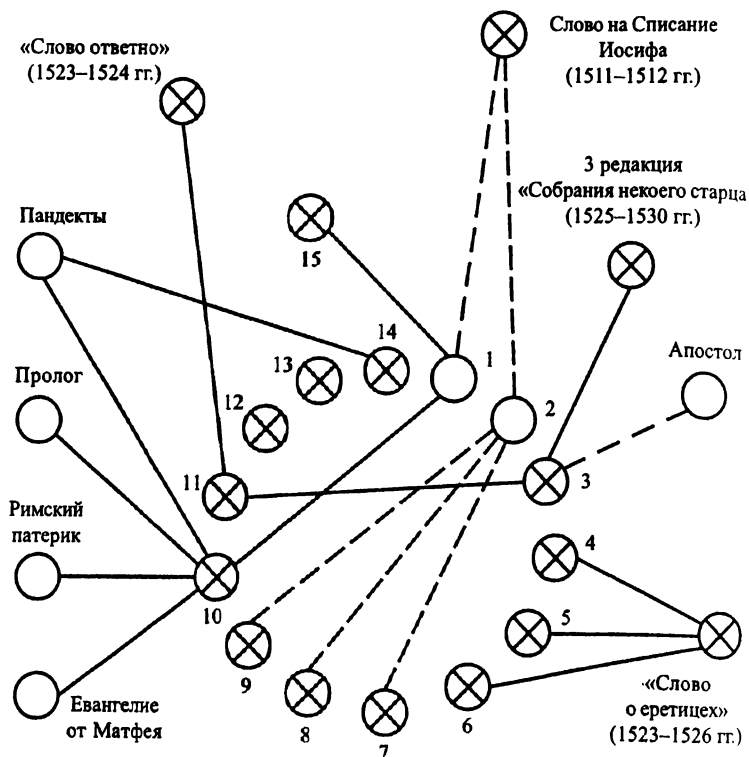 «Слово ответно»
(1523–1524 гг.)
Слово на Списание
Иосифа
(1511–1512 гг.)
3 редакция
«Собрания некоего старца
(1525–1530 гг.)
Пандекты
15
14
13
1
Апостол
Пролог
12
2
11
3
Римский
патерик
4
5
10
9
8
7
6
Евангелие
от Матфея
«Слово
о еретицех»
(1523–1526 гг.)